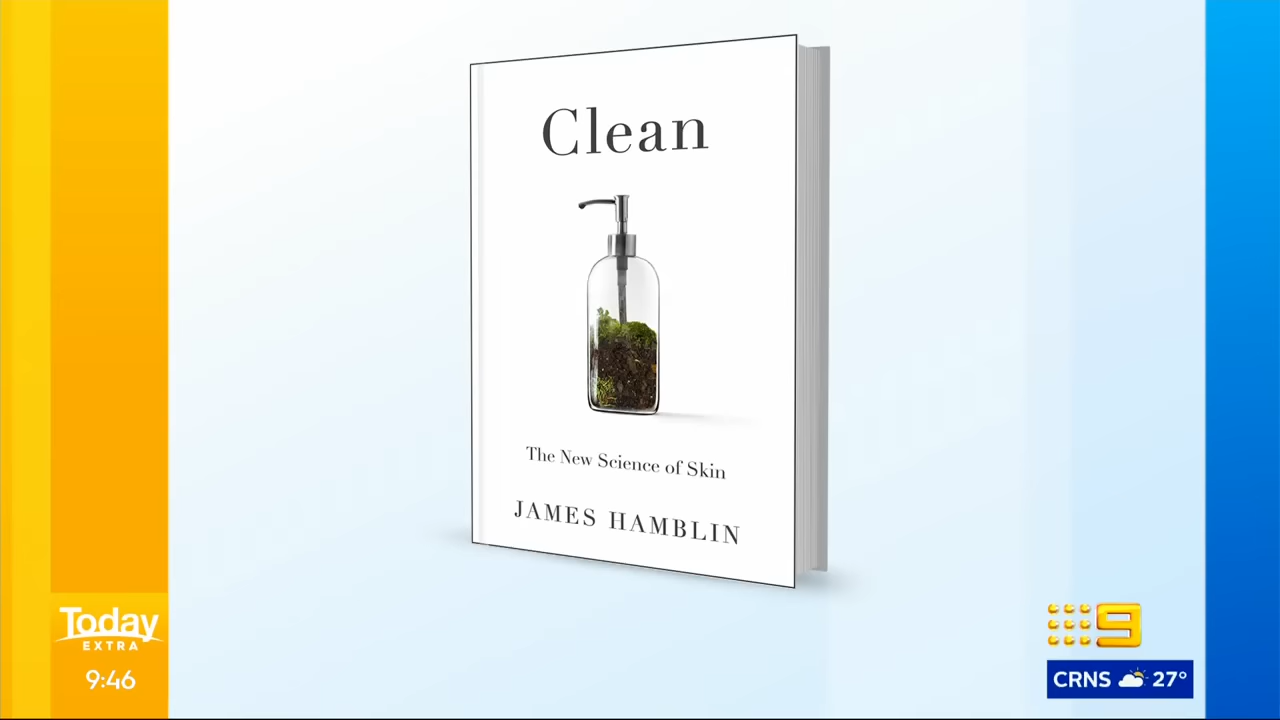 Clean
The New Science of Skin
JAMES HAMBLIN
Today
EXTRA
9:46
9
CRNS 27°